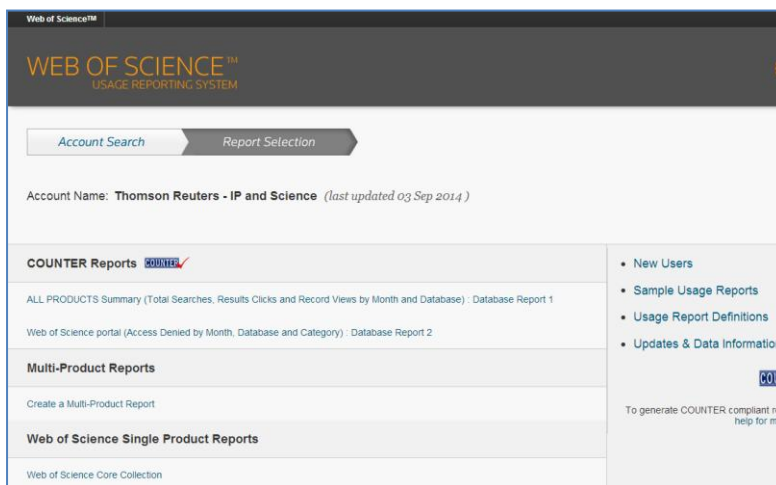 Web of Science™
WEB OF SCIENCE™
USAGE REPORTING SYSTEM
Account Search
Report Selection
Account Name: Thomson Reuters - IP and Science (last updated 03 Sep 2014 )
COUNTER Reports COUNTER
ALL PRODUCTS Summary (Total Searches, Results Clicks and Record Views by Month and Database) : Database Report 1
Web of Science portal (Access Denied by Month, Database and Category) : Database Report 2
Multi-Product Reports
Create a Multi-Product Report
Web of Science Single Product Reports
Web of Science Core Collection
• New Users
• Sample Usage Reports
• Usage Report Definitions
• Updates & Data
To generate COUNTER compliant
help for